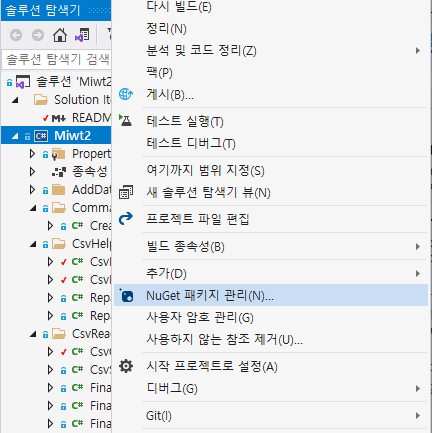 솔루션 탐색기
솔루션 탐색기 검색
솔루션 'Miwt2
Solution Ite
README
Miwt2
Propert
종속성
AddDat
Comma
Crea
CsvHelp
Csv
Csv
Repa
Repa
CsvRea
Csv
CsvS
Fina
Fina
Fina
다시 빌드(E)
정리(N)
분석 및 코드 정리(Z)
팩(P)
게시(B)...
테스트 실행(T)
테스트 디버그(T)
여기까지 범위 지정(S)
새 솔루션 탐색기 뷰(N)
프로젝트 파일 편집
빌드 종속성(B)
추가(D)
NuGet 패키지 관리(N)...
사용자 암호 관리(G)
사용하지 않는 참조 제거(U)...
시작 프로젝트로 설정(A)
디버그(G)
Git(I)